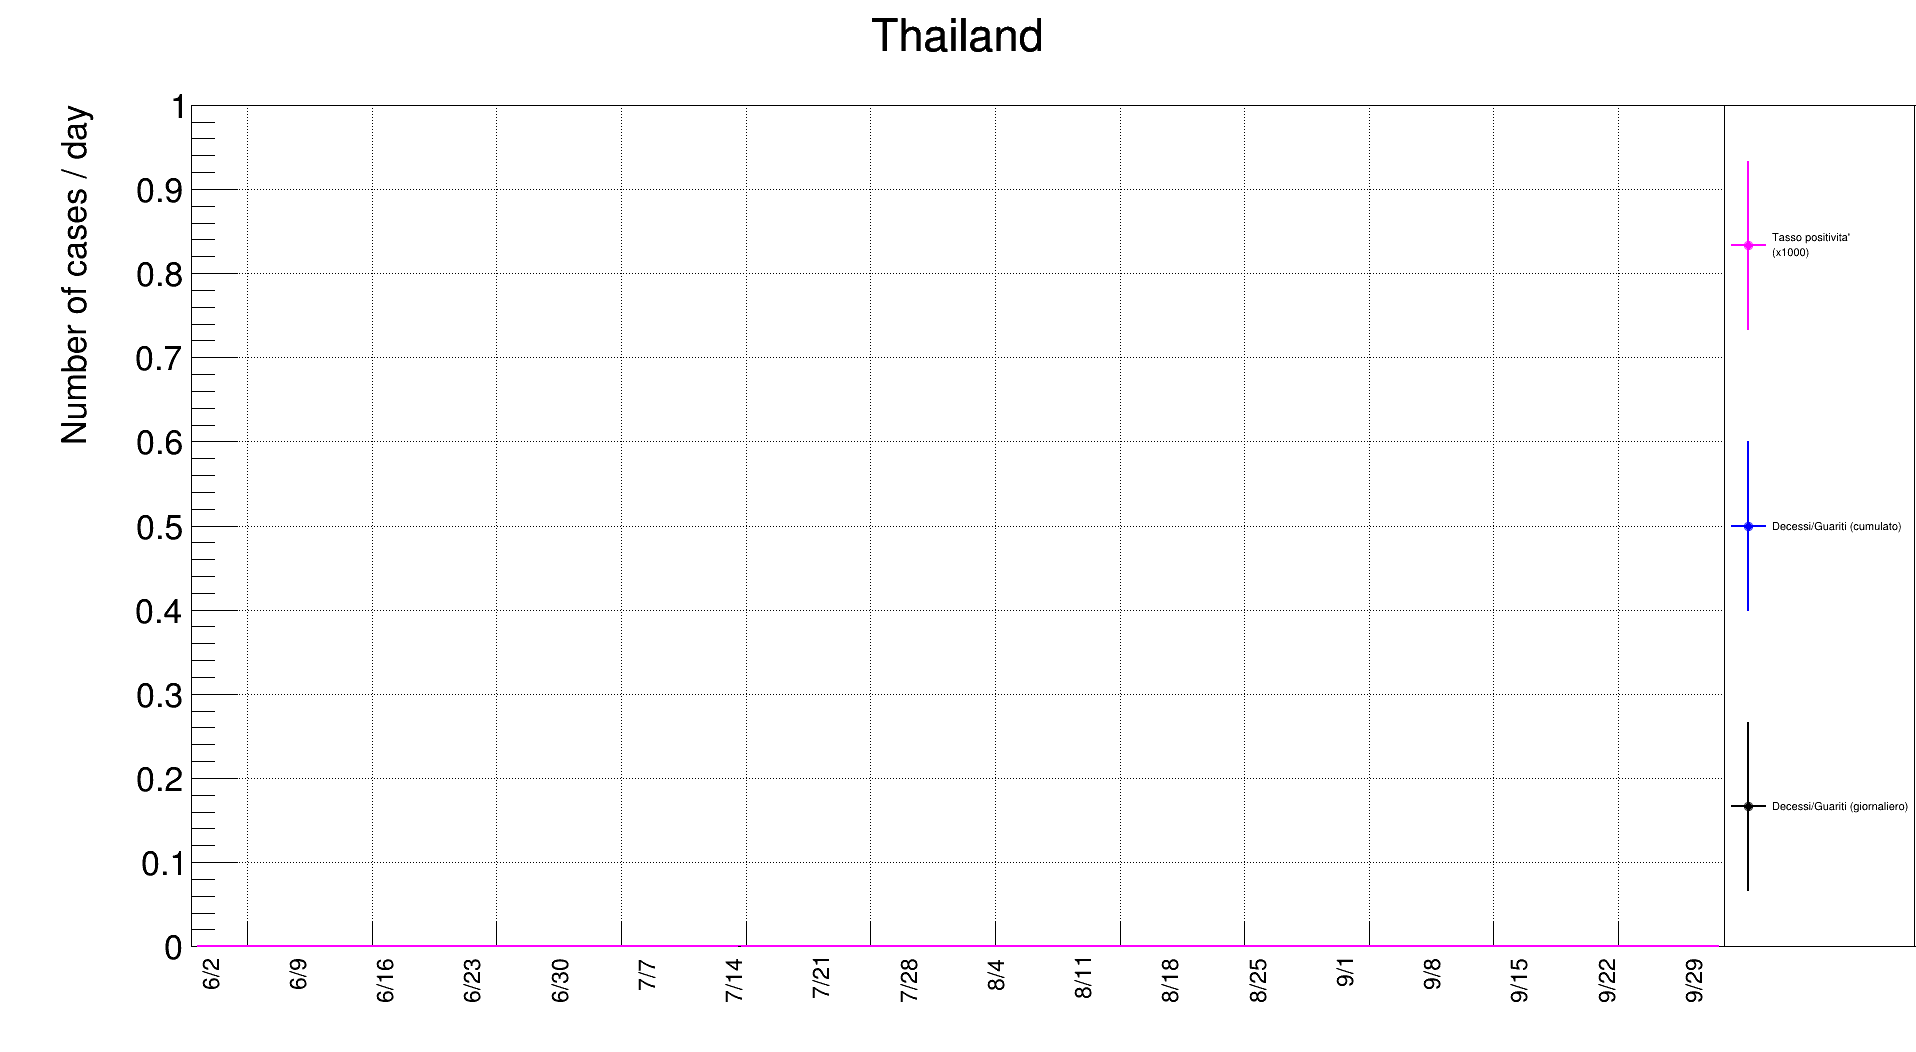 Thailand
Number of cases / day
1
0.9
0.8
0.7
0.6
0.5
0.4
0.3
0.2
0.1
0
6/2 6/9 6/16 6/23 6/30 7/7 7/14 7/21 7/28 8/4 8/11 8/18 8/25 9/1 9/8 9/15 9/22 9/29
Tasso positivita'
(x1000)
Decessi/Guariti (cumulato)
Decessi/Guariti (giornaliero)